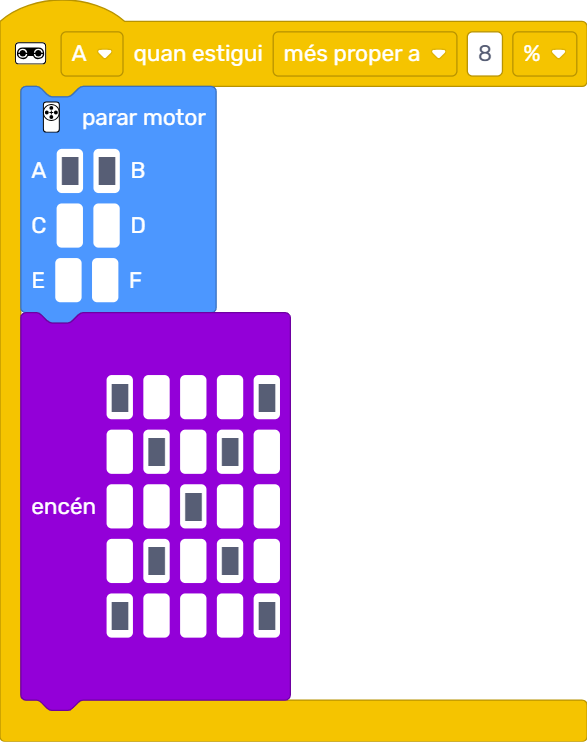 A quan estigui més proper a 8 %
parar motor
A B
C D
E F
encén